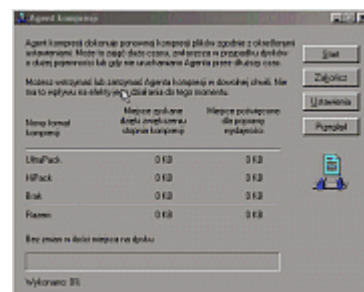 Agent kompresji
Agent kompresji dokonuje ponownej kompresji plików zgodnie z określonymi
ustawieniami. Może to zająć dużo czasu, zwłaszcza w przypadku dysków
o dużej pojemności lub gdy nie uruchamiano Agenta przez dłuższy czas.
Możesz wstrzymać lub zatrzymać Agenta kompresji w dowolnej chwili. Nie
ma to wpływu na efekty jego działania do tego momentu.
Start
Zakończ
Ustawienia
Przegląd
Nowy format kompresji
Miejsce zyskane dzięki zwiększeniu stopnia kompresji
Miejsce poświęcone dla poprawy wydajności
UltraPack 0 KB 0 KB
HiPack 0 KB 0 KB
Brak 0 KB 0 KB
Razem 0 KB 0 KB
Bez zmian w ilości miejsca na dysku
Wykonano: 0%